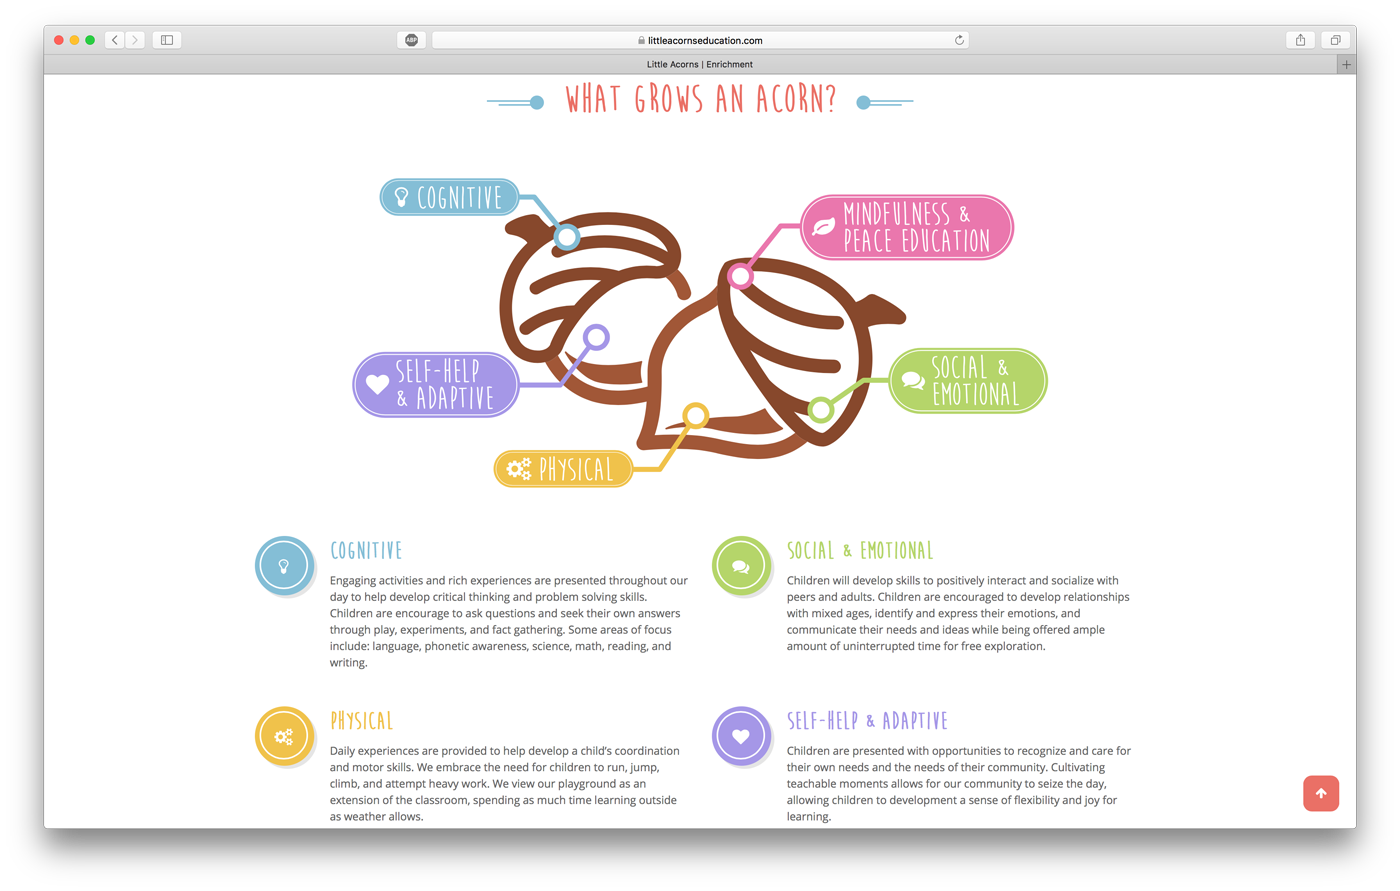 ABP
littleacornseducation.com
Little Acorns | Enrichment
WHAT GROWS AN ACORN?
COGNITIVE
MINDFULNESS &
PEACE EDUCATION
SELF-HELP
& ADAPTIVE
SOCIAL &
EMOTIONAL
PHYSICAL
COGNITIVE
Engaging activities and rich experiences are presented throughout our
day to help develop critical thinking and problem solving skills.
Children are encourage to ask questions and seek their own answers
through play, experiments, and fact gathering. Some areas of focus
include: language, phonetic awareness, science, math, reading, and
writing.
SOCIAL & EMOTIONAL
Children will develop skills to positively interact and socialize with
peers and adults. Children are encouraged to develop relationships
with mixed ages, identify and express their emotions, and
communicate their needs and ideas while being offered ample
amount of uninterrupted time for free exploration.
PHYSICAL
Daily experiences are provided to help develop a child’s coordination
and motor skills. We embrace the need for children to run, jump,
climb, and attempt heavy work. We view our playground as an
extension of the classroom, spending as much time learning outside
as weather allows.
SELF-HELP & ADAPTIVE
Children are presented with opportunities to recognize and care for
their own needs and the needs of their community. Cultivating
teachable moments allows for our community to seize the day,
allowing children to development a sense of flexibility and joy for
learning.